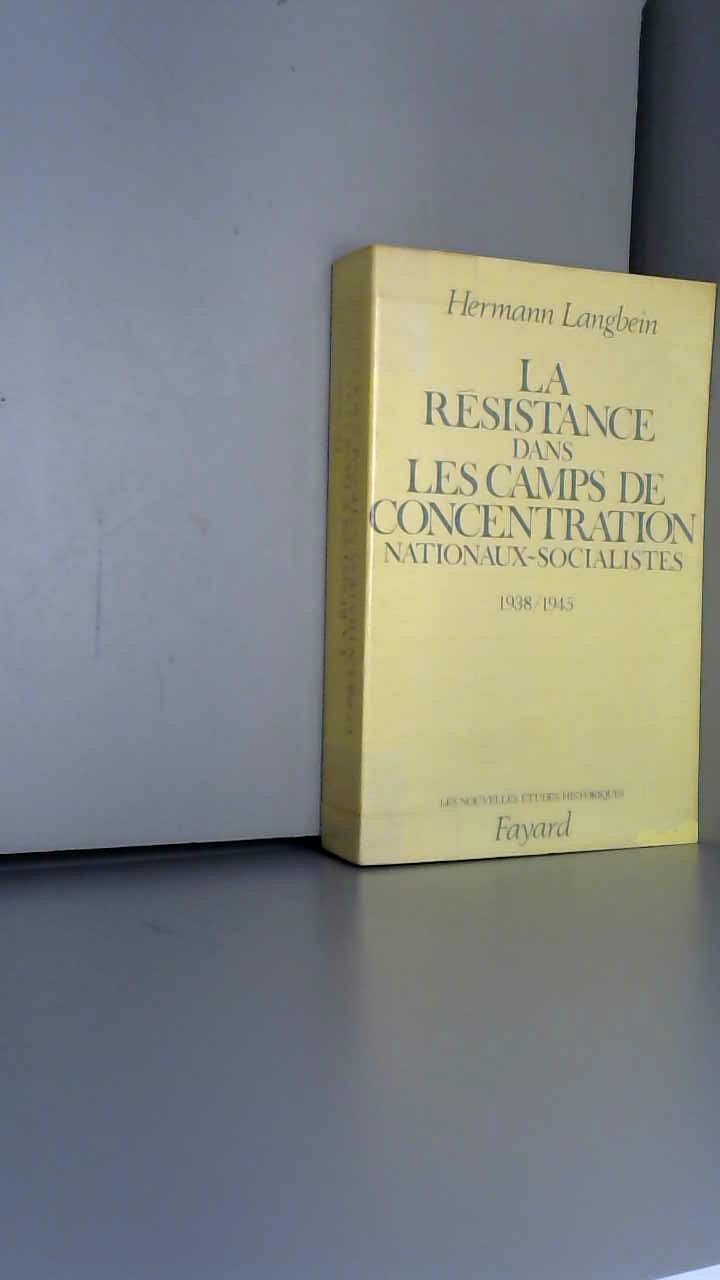 Hermann Langbein
LA
RÉSISTANCE
DANS
LES CAMPS DE
CONCENTRATION
NATIONAUX-SOCIALISTES
1938/1945
LES NOUVELLES ÉTUDES HISTORIQUES
Fayard